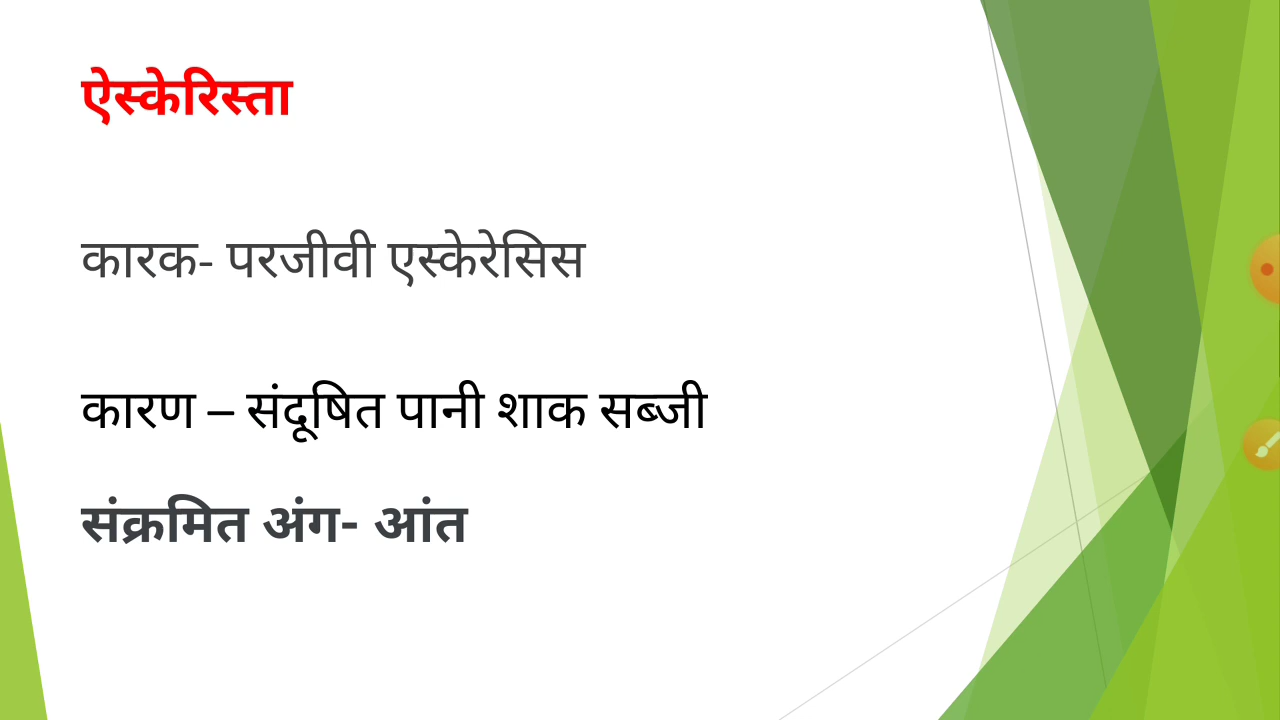 ऐस्केरिस्ता
कारक- परजीवी एस्केरेसिस
कारण – संदूषित पानी शाक सब्जी
संक्रमित अंग- आंत